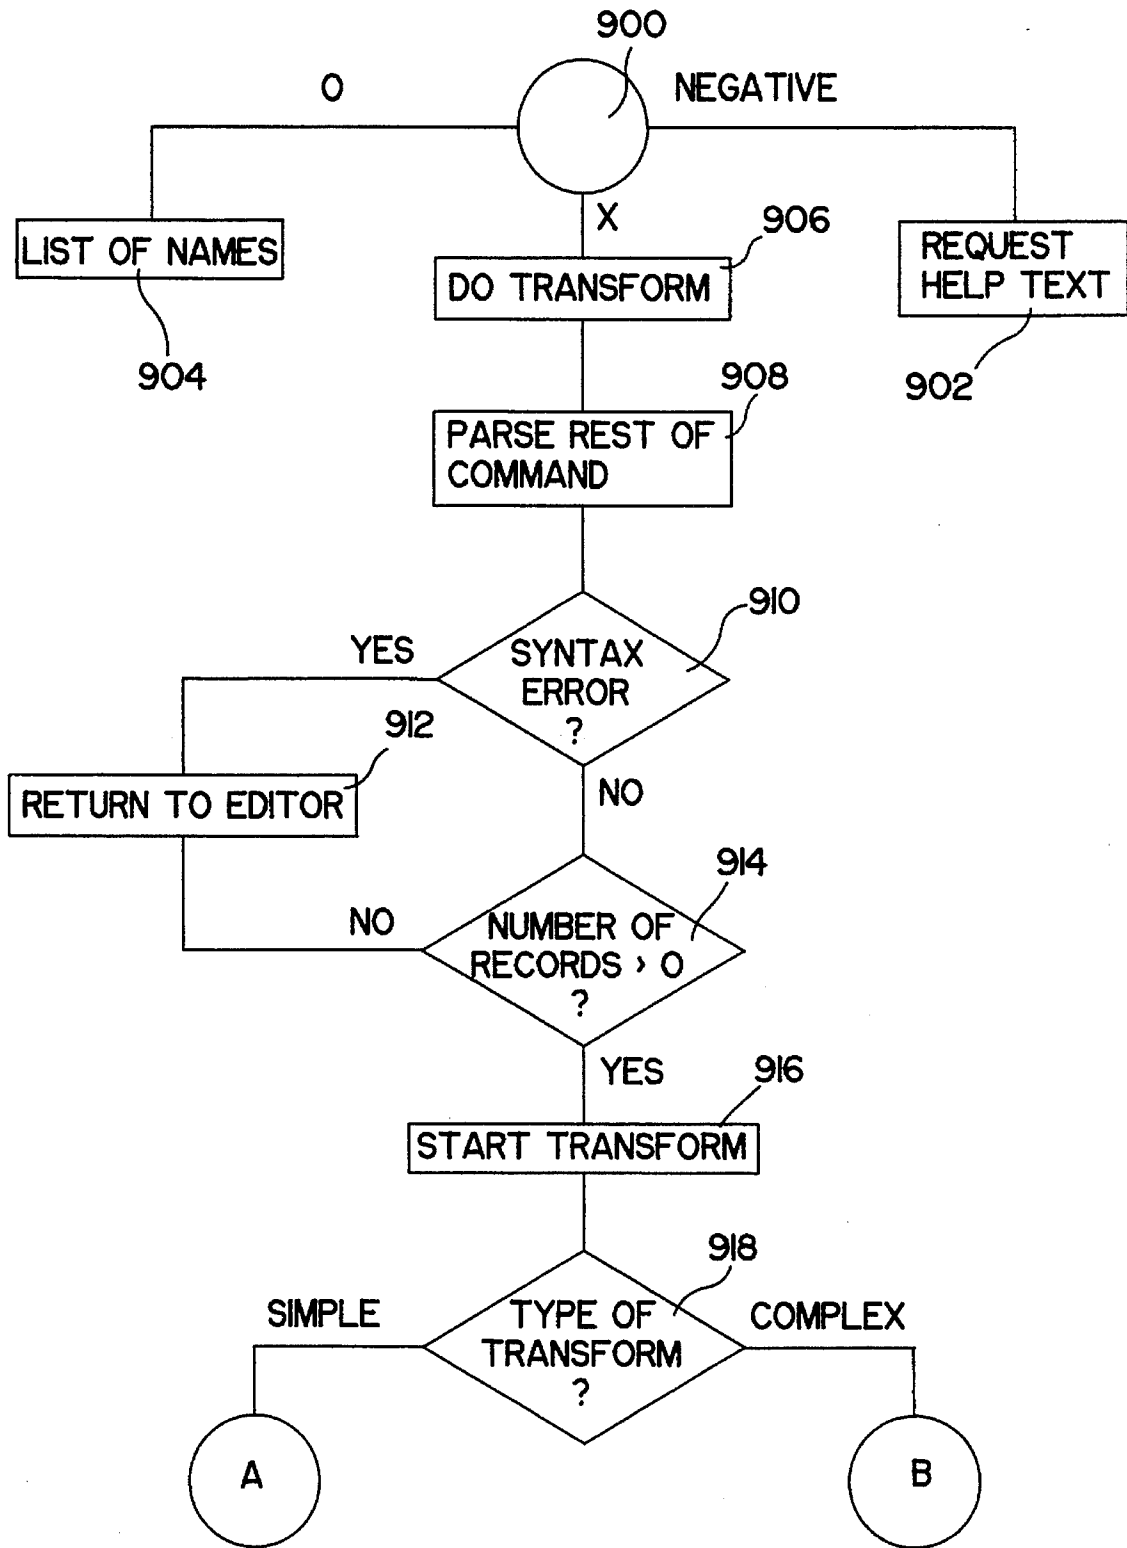 900
O
NEGATIVE
X
906
LIST OF NAMES
DO TRANSFORM
REQUEST
HELP TEXT
904
902
908
PARSE REST OF
COMMAND
910
YES
SYNTAX
ERROR
?
912
NO
RETURN TO EDITOR
914
NO
NUMBER OF
RECORDS > 0
?
YES
916
START TRANSFORM
918
SIMPLE
TYPE OF
TRANSFORM
?
COMPLEX
A
B